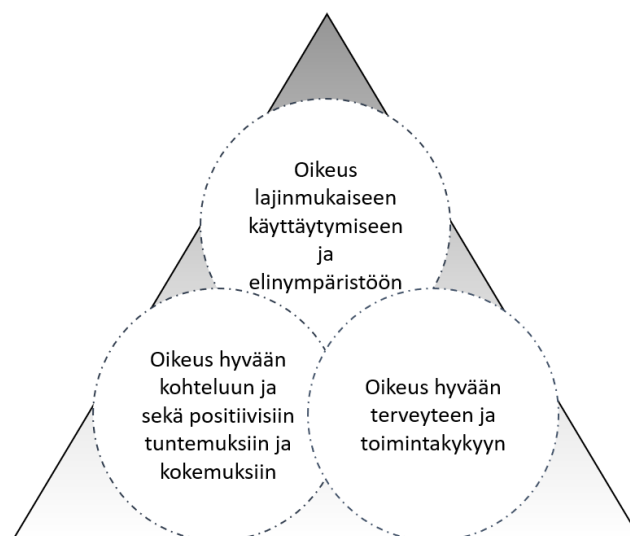 Oikeus
lajinmukaiseen
käyttäytymiseen
ja
elinympäristöön
Oikeus hyvään
kohteluun ja
sekä positiivisiin
tuntemuksiin ja
kokemuksiin
Oikeus hyvään
terveyteen ja
toimintakykyyn